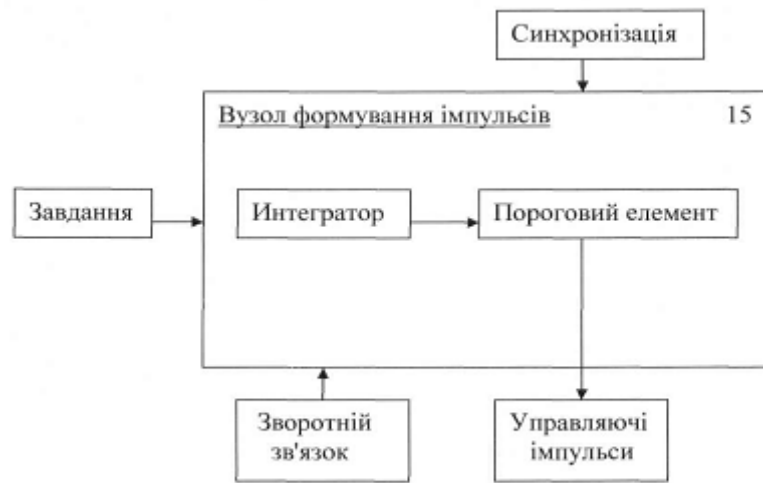 Синхронізація
Вузол формування імпульсів 15
Завдання
Интегратор
Пороговий елемент
Зворотній
зв'язок
Управляючі
імпульси